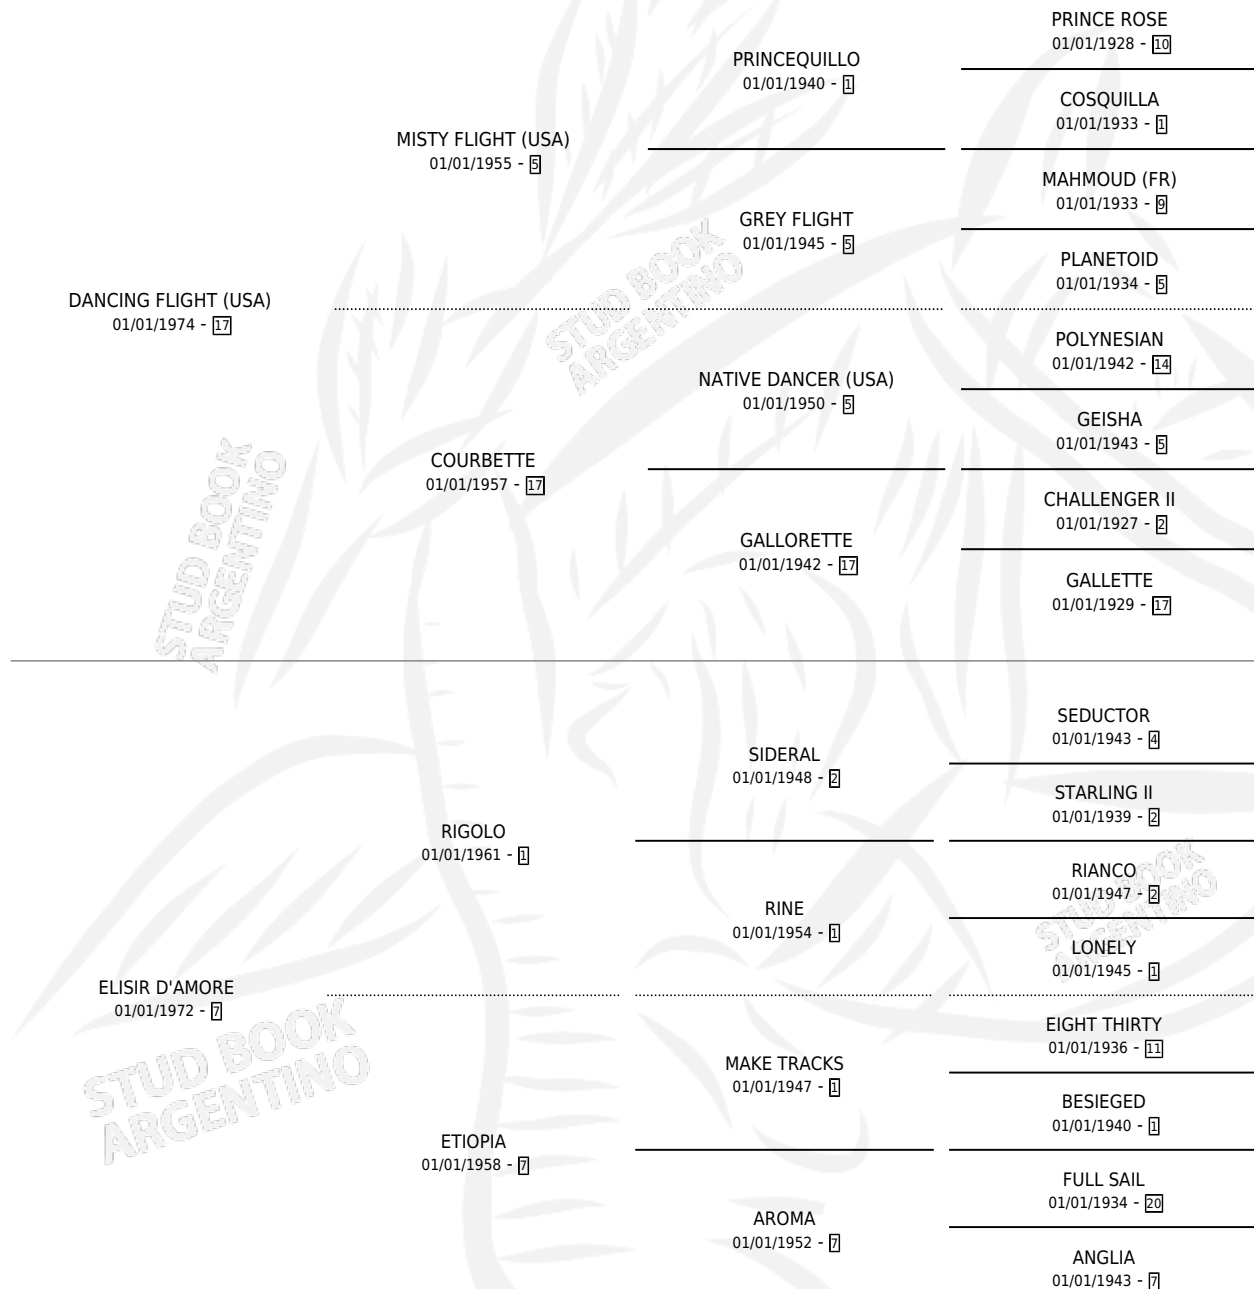 PRINCE ROSE
01/01/1928 - 10
PRINCEQUILLO
01/01/1940 - 1
COSQUILLA
01/01/1933 - 1
MISTY FLIGHT (USA)
01/01/1955 - 5
MAHMOUD (FR)
01/01/1933 - 9
GREY FLIGHT
01/01/1945 - 5
PLANETOID
01/01/1934 - 5
DANCING FLIGHT (USA)
01/01/1974 - 17
STUD BOOK
ARGENTINO
POLYNESIAN
01/01/1942 - 14
NATIVE DANCER (USA)
01/01/1950 - 5
GEISHA
01/01/1943 - 5
COURBETTE
01/01/1957 - 17
CHALLENGER II
01/01/1927 - 2
GALLORETTE
01/01/1942 - 17
GALLETTE
01/01/1929 - 17
STUD BOOK
ARGENTINO
SEDUCTOR
01/01/1943 - 4
SIDERAL
01/01/1948 - 2
STARLING II
01/01/1939 - 2
RIGOLO
01/01/1961 - 1
RIANCO
01/01/1947 - 2
RINE
01/01/1954 - 1
LONELY
01/01/1945 - 1
STUD BOOK
ARGENTINO
ELISIR D'AMORE
01/01/1972 - 7
STUD BOOK
ARGENTINO
EIGHT THIRTY
01/01/1936 - 11
MAKE TRACKS
01/01/1947 - 1
BESIEGED
01/01/1940 - 1
ETIOPIA
01/01/1958 - 7
FULL SAIL
01/01/1934 - 20
AROMA
01/01/1952 - 7
ANGLIA
01/01/1943 - 7